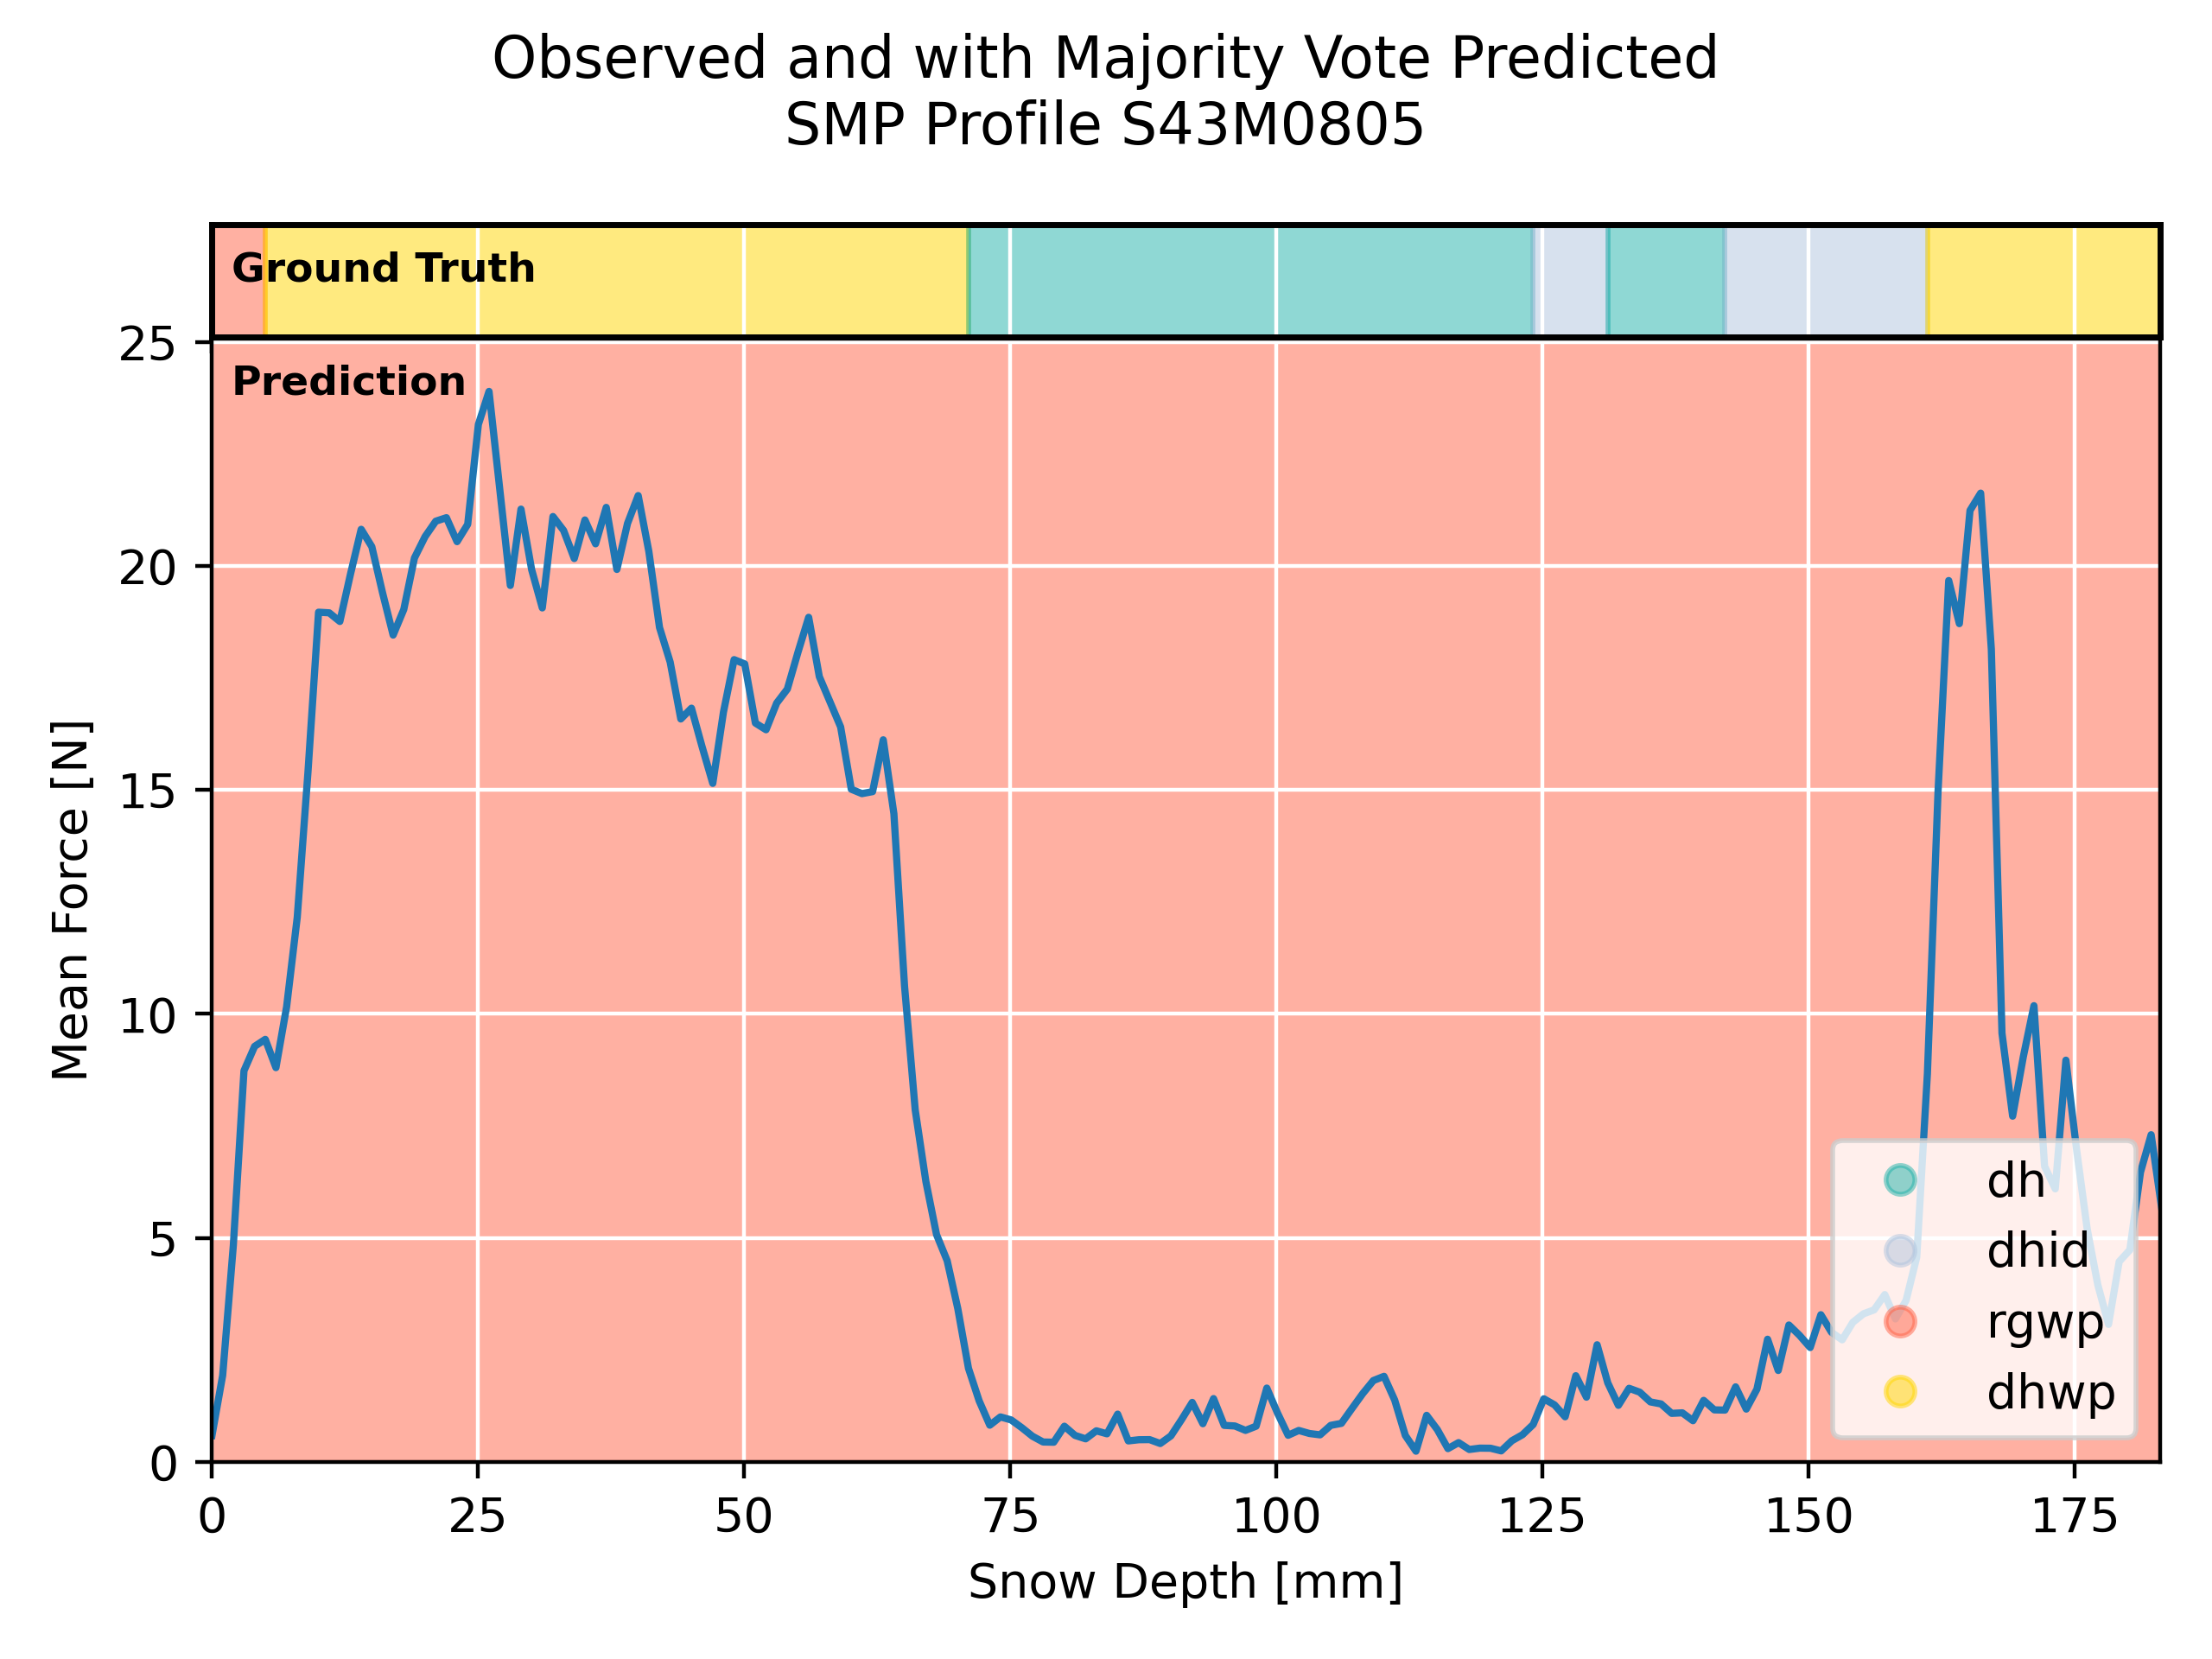 Observed and with Majority Vote Predicted
SMP Profile S43M0805
Ground Truth
Prediction
25
20
15
10
5
0
Mean Force [N]
dh
dhid
rgwp
dhwp
0 25 50 75 100 125 150 175
Snow Depth [mm]